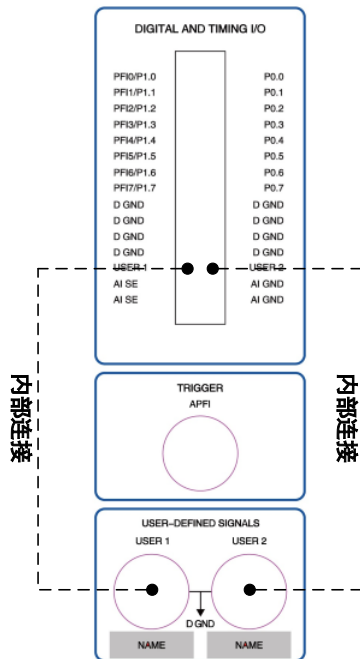 DIGITAL AND TIMING I/O
PFI0/P1.0 P0.0
PFI1/P1.1 P0.1
PFI2/P1.2 P0.2
PFI3/P1.3 P0.3
PFI4/P1.4 P0.4
PFI5/P1.5 P0.5
PFI6/P1.6 P0.6
PFI7/P1.7 P0.7
D GND D GND
D GND D GND
D GND D GND
D GND D GND
USER 1 USER 2
AI SE AI GND
AI SE AI GND
内部连接
内部连接
TRIGGER
APFI
USER-DEFINED SIGNALS
USER 1 USER 2
D GND
NAME NAME